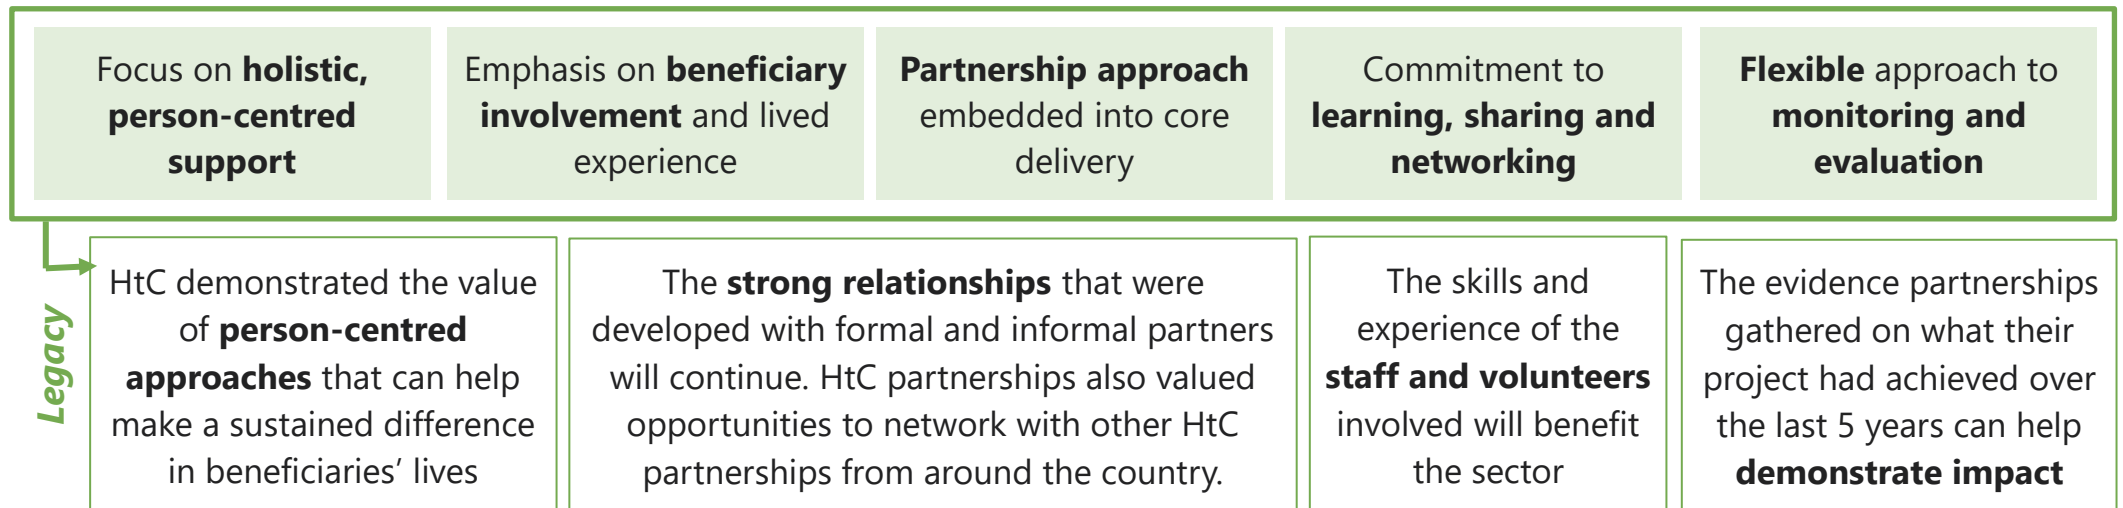 Focus on holistic,
person-centred
support
Emphasis on beneficiary
involvement and lived
experience
Partnership approach
embedded into core
delivery
Commitment to
learning, sharing and
networking
Flexible approach to
monitoring and
evaluation
Legacy
HtC demonstrated the value
of person-centred
approaches that can help
make a sustained difference
in beneficiaries’ lives
The strong relationships that were
developed with formal and informal partners
will continue. HtC partnerships also valued
opportunities to network with other HtC
partnerships from around the country.
The skills and
experience of the
staff and volunteers
involved will benefit
the sector
The evidence partnerships
gathered on what their
project had achieved over
the last 5 years can help
demonstrate impact